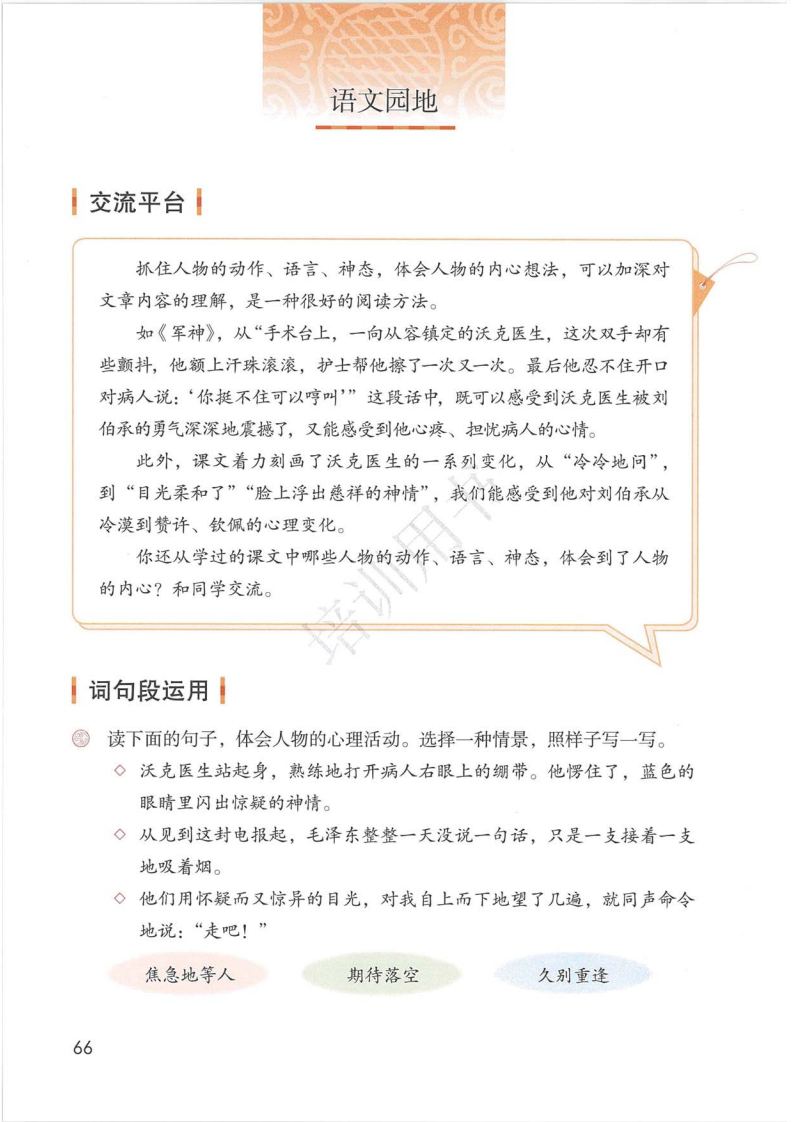 语文园地
交流平台
抓住人物的动作、语言、神态，体会人物的内心想法，可以加深对
文章内容的理解，是一种很好的阅读方法。
如《军神》，从“手术台上，一向从容镇定的沃克医生，这次双手却有
些颤抖，他额上汗珠滚滚，护士帮他擦了一次又一次。最后他忍不住开口
对病人说：‘你挺不住可以哼叫’”这段话中，既可以感受到沃克医生被刘
伯承的勇气深深地震撼了，又能感受到他心疼、担忧病人的心情。
此外，课文着力刻画了沃克医生的一系列变化，从“冷冷地问”，
到“目光柔和了”“脸上浮出慈祥的神情”，我们能感受到他对刘伯承从
冷漠到赞许、钦佩的心理变化。
你还从学过的课文中哪些人物的动作、语言、神态，体会到了人物
的内心？和同学交流。
培训用书
词句段运用
读下面的句子，体会人物的心理活动。选择一种情景，照样子写一写。
◇ 沃克医生站起身，熟练地打开病人右眼上的绷带。他愣住了，蓝色的
眼睛里闪出惊疑的神情。
◇ 从见到这封电报起，毛泽东整整一天没说一句话，只是一支接着一支
地吸着烟。
◇ 他们用怀疑而又惊异的目光，对我自上而下地望了几遍，就同声命令
地说：“走吧！”
焦急地等人 期待落空 久别重逢
66